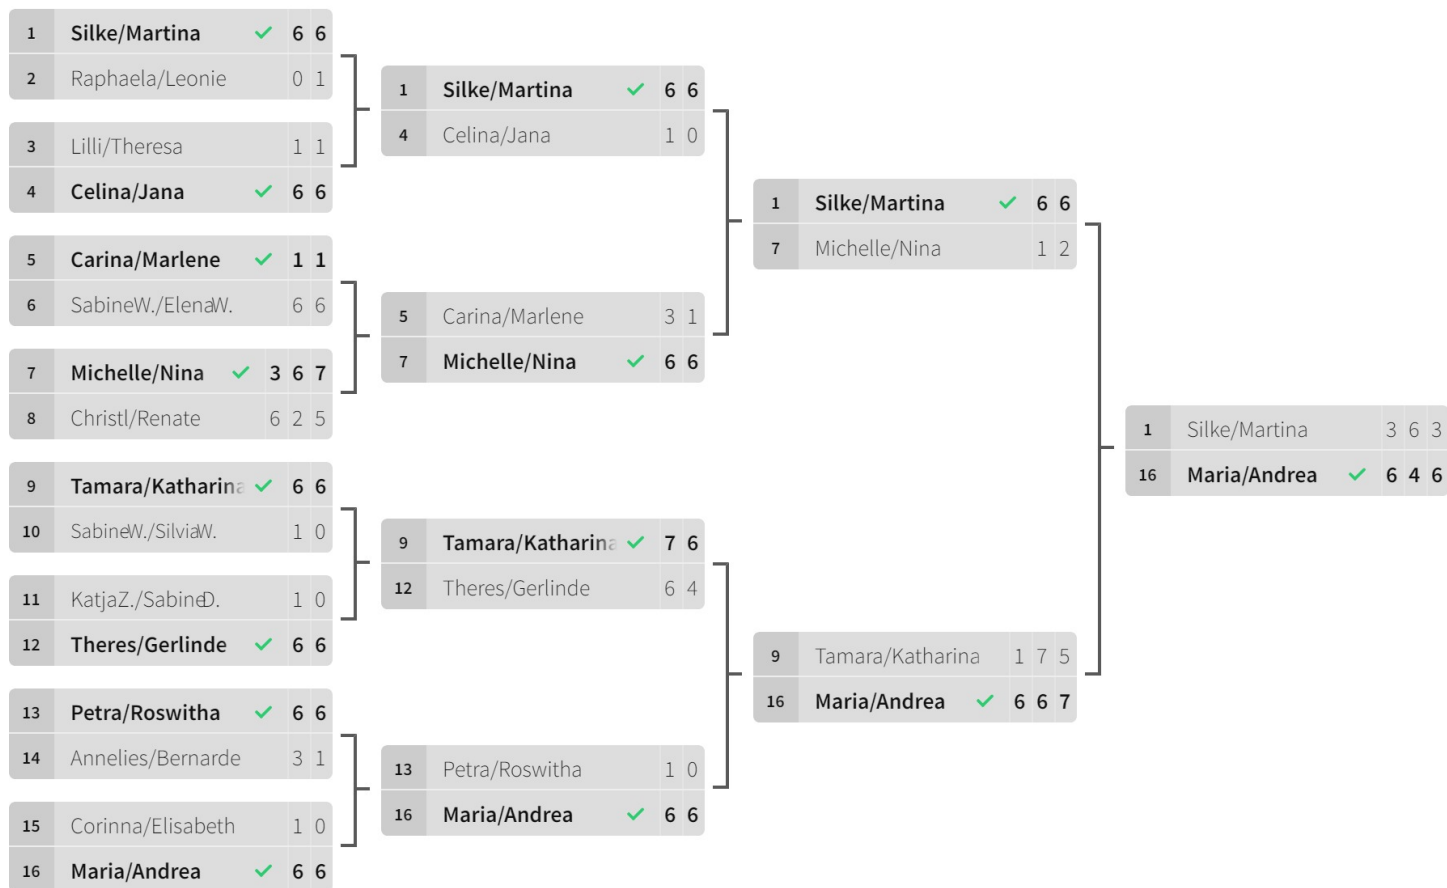 1 Silke/Martina 6 6
2 Raphaela/Leonie 0 1
3 Lilli/Theresa 1 1
4 Celina/Jana 6 6
5 Carina/Marlene 1 1
6 SabineW./ElenaW. 6 6
7 Michelle/Nina 3 6 7
8 Christl/Renate 6 2 5
9 Tamara/Katharina 6 6
10 SabineW./SilviaW. 1 0
11 KatjaZ./SabineD. 1 0
12 Theres/Gerlinde 6 6
13 Petra/Roswitha 6 6
14 Annelies/Bernarde 3 1
15 Corinna/Elisabeth 1 0
16 Maria/Andrea 6 6
1 Silke/Martina 6 6
4 Celina/Jana 1 0
5 Carina/Marlene 3 1
7 Michelle/Nina 6 6
9 Tamara/Katharina 7 6
12 Theres/Gerlinde 6 4
13 Petra/Roswitha 1 0
16 Maria/Andrea 6 6
1 Silke/Martina 6 6
7 Michelle/Nina 1 2
9 Tamara/Katharina 1 7 5
16 Maria/Andrea 6 6 7
1 Silke/Martina 3 6 3
16 Maria/Andrea 6 4 6